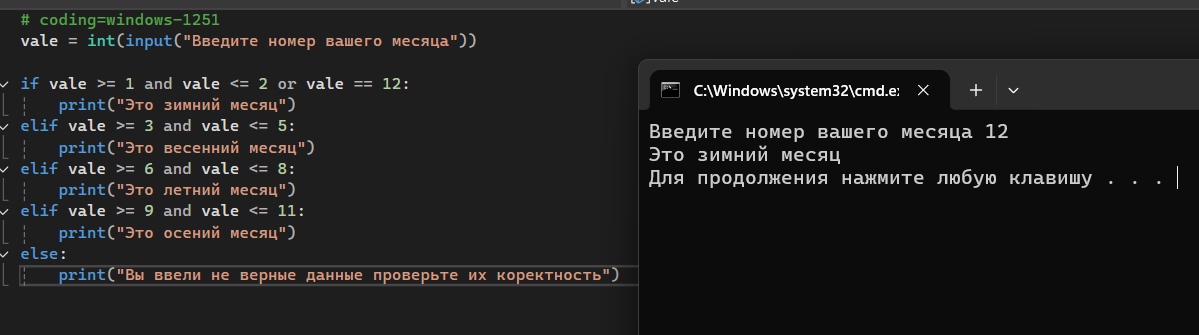 # coding=windows-1251
vale = int(input("Введите номер вашего месяца"))
if vale >= 1 and vale <= 2 or vale == 12:
print("Это зимний месяц")
elif vale >= 3 and vale <= 5:
print("Это весенний месяц")
elif vale >= 6 and vale <= 8:
print("Это летний месяц")
elif vale >= 9 and vale <= 11:
print("Это осений месяц")
else:
print("Вы ввели не верные данные проверьте их коректность")
C:\Windows\system32\cmd.e
Введите номер вашего месяца 12
Это зимний месяц
Для продолжения нажмите любую клавишу . . .